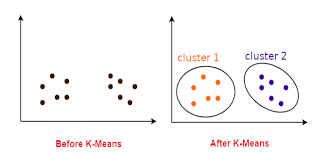 cluster 1
cluster 2
Before K-Means
After K-Means